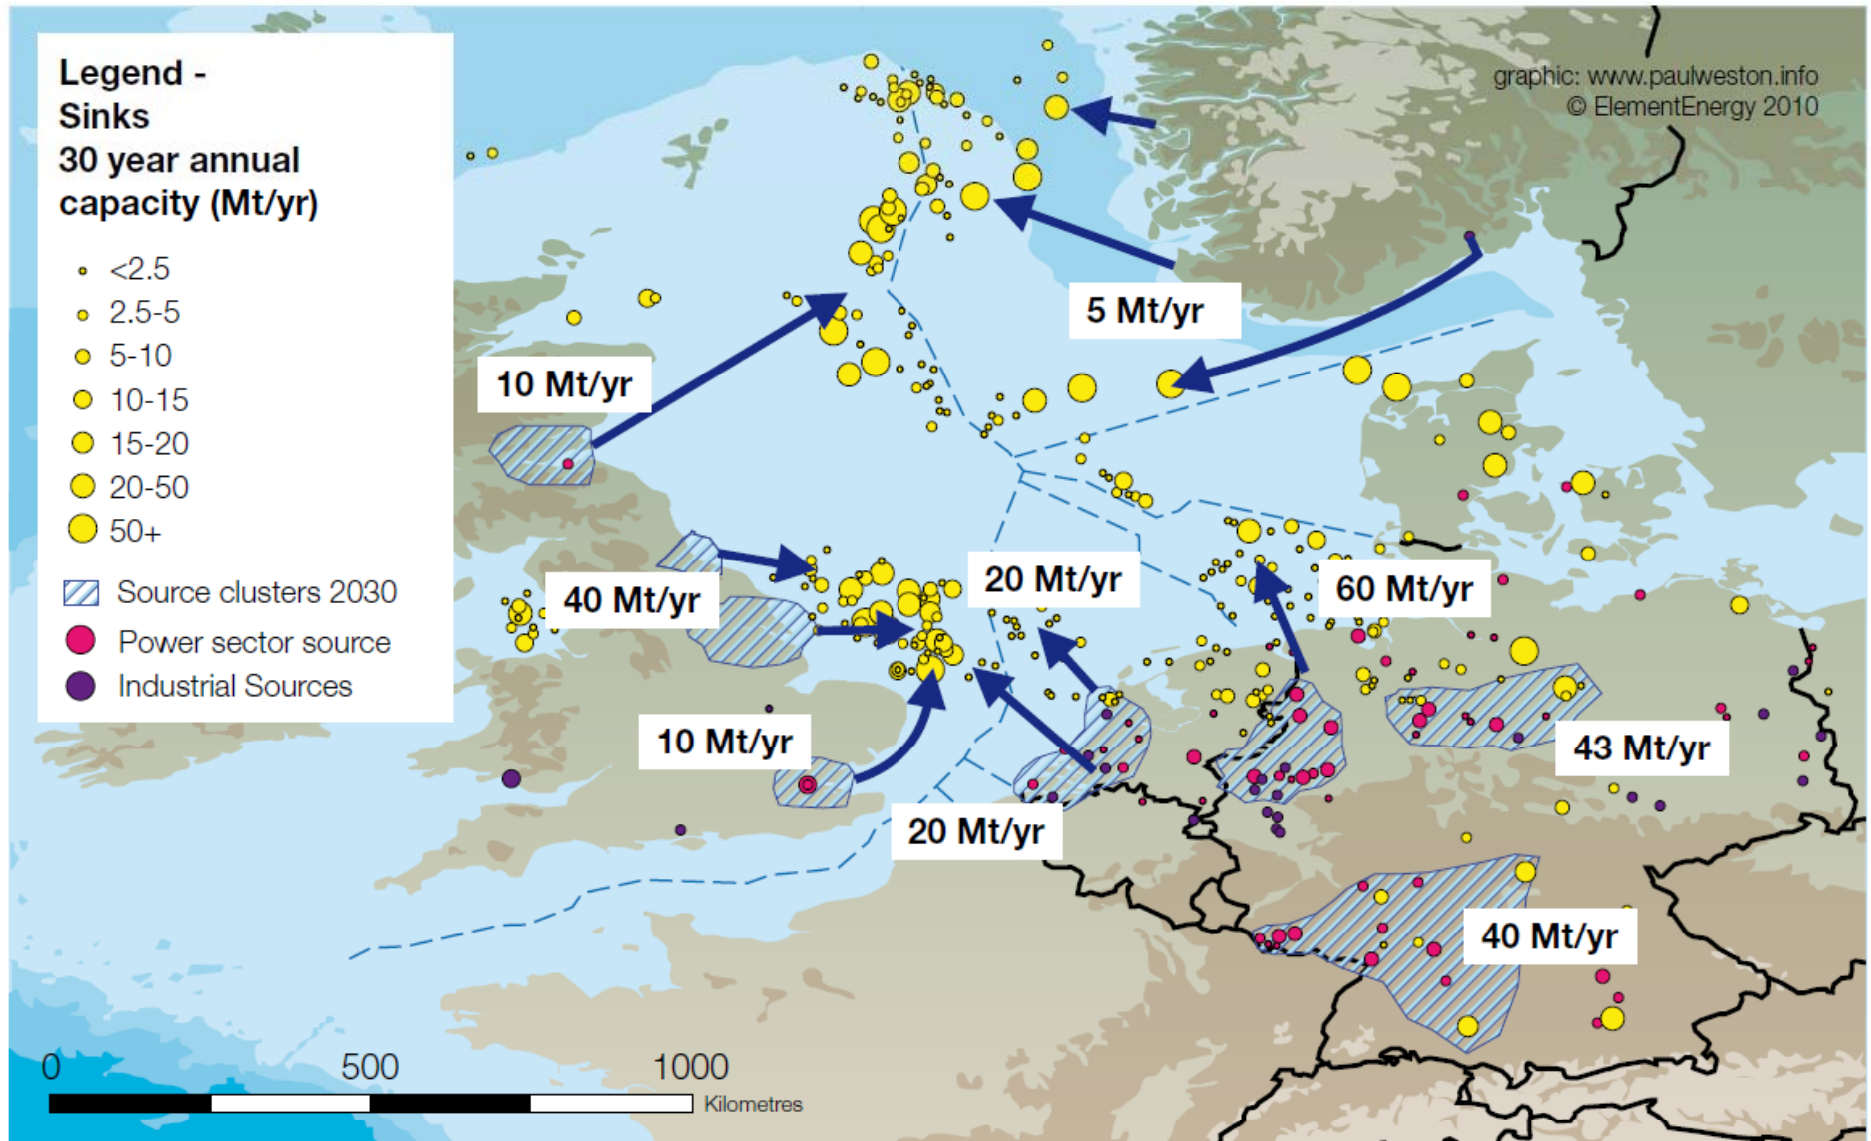 Legend -
Sinks
30 year annual
capacity (Mt/yr)
<2.5
2.5-5
5-10
10-15
15-20
20-50
50+
Source clusters 2030
Power sector source
Industrial Sources
graphic: www.paulweston.info
© ElementEnergy 2010
5 Mt/yr
10 Mt/yr
20 Mt/yr
60 Mt/yr
40 Mt/yr
10 Mt/yr
43 Mt/yr
20 Mt/yr
40 Mt/yr
0 500 1000
Kilometres